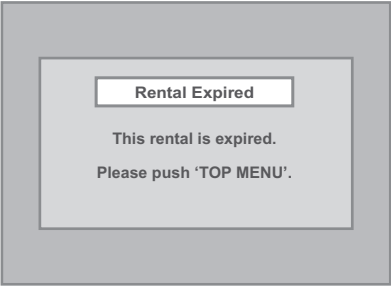 Rental Expired
This rental is expired.
Please push ‘TOP MENU’.